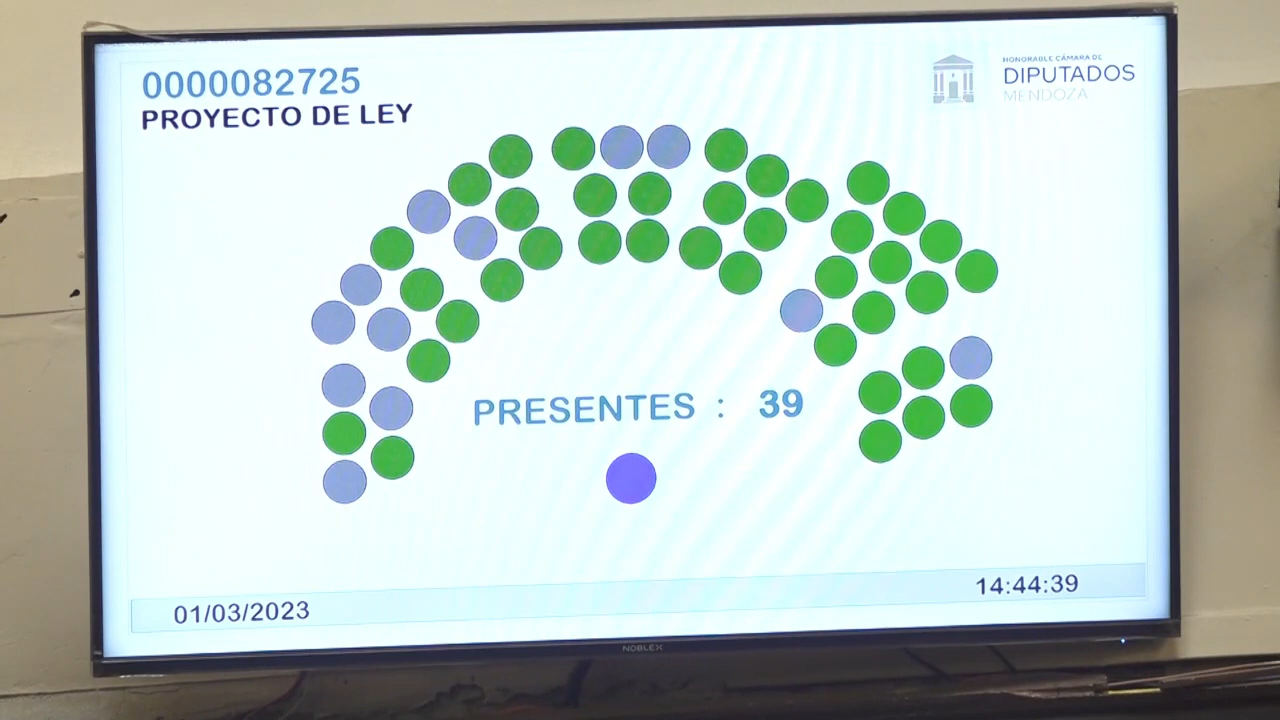 0000082725
PROYECTO DE LEY
HONORABLE CÁMARA DE
DIPUTADOS
MENDOZA
PRESENTES : 39
01/03/2023
14:44:39
NOBLEX